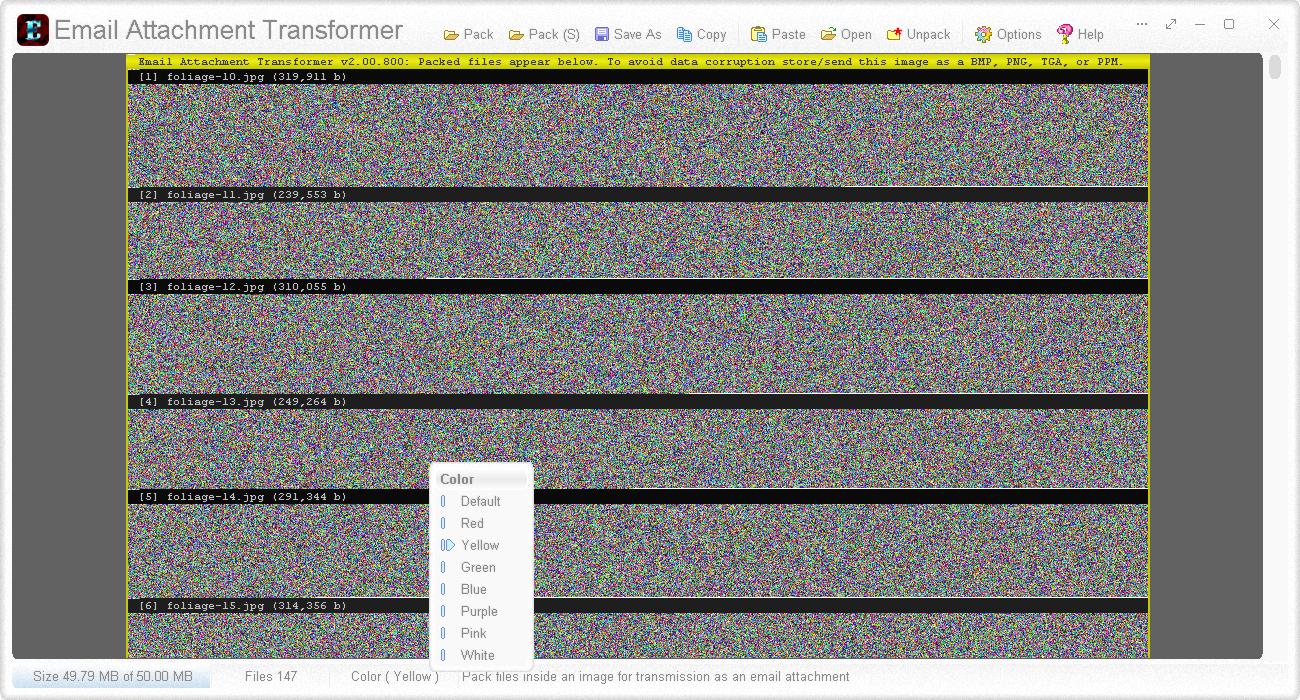 E Email Attachment Transformer Pack Pack (S) Save As Copy Paste Open Unpack Options Help
Email Attachment Transformer v2.00.800: Packed files appear below. To avoid data corruption store/send this image as a BMP, PNG, TGA, or PPM.
[1] foliage-10.jpg (319,911 b)
[2] foliage-11.jpg (239,553 b)
[3] foliage-12.jpg (310,055 b)
[4] foliage-13.jpg (249,264 b)
[5] foliage-14.jpg (291,344 b)
[6] foliage-15.jpg (314,356 b)
Color
Default
Red
Yellow
Green
Blue
Purple
Pink
White
Size 49.79 MB of 50.00 MB Files 147 Color ( Yellow ) Pack files inside an image for transmission as an email attachment